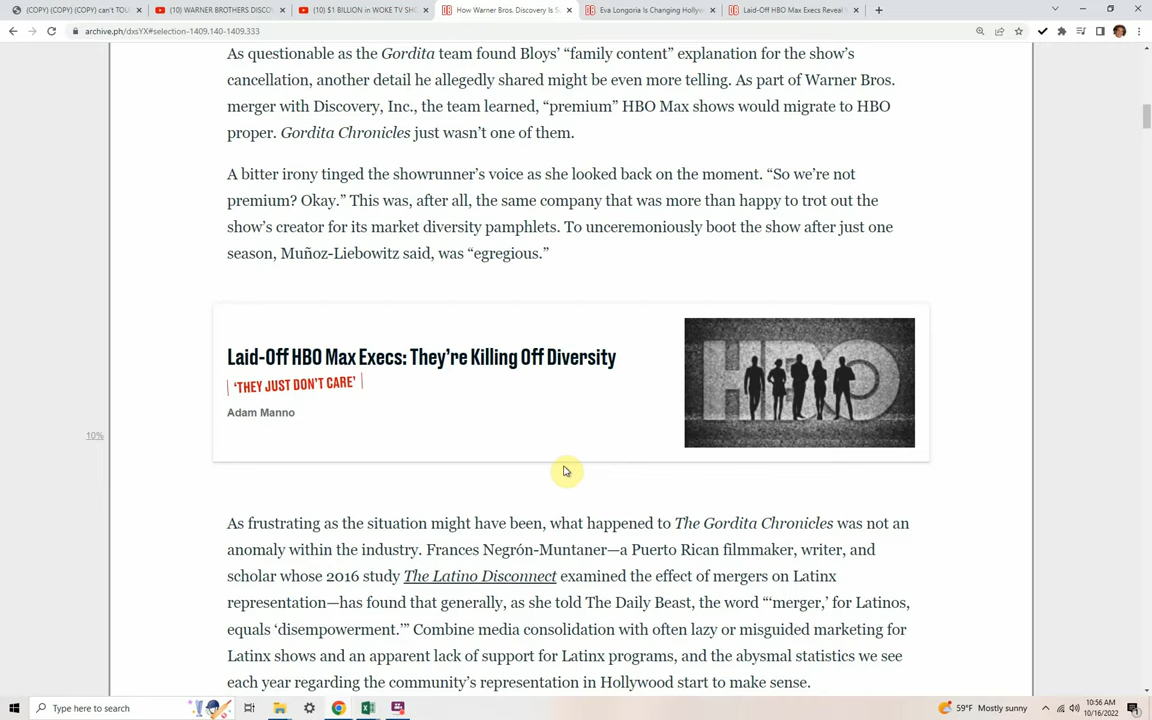 (COPY) (COPY) (COPY) can't TOU
(10) WARNER BROTHERS DISCO
(10) $1 BILLION in WOKE TV SH
How Warner Bros. Discovery Is S
Eva Longoria Is Changing Hollyw
Laid-Off HBO Max Execs Reveal
archive.ph/dxsYX#selection-1409.140-1409.333
As questionable as the Gordita team found Bloys’ “family content” explanation for the show’s
cancellation, another detail he allegedly shared might be even more telling. As part of Warner Bros.
merger with Discovery, Inc., the team learned, “premium” HBO Max shows would migrate to HBO
proper. Gordita Chronicles just wasn’t one of them.
A bitter irony tinged the showrunner’s voice as she looked back on the moment. “So we’re not
premium? Okay.” This was, after all, the same company that was more than happy to trot out the
show’s creator for its market diversity pamphlets. To unceremoniously boot the show after just one
season, Muñoz-Liebowitz said, was “egregious.”
Laid-Off HBO Max Execs: They’re Killing Off Diversity
‘THEY JUST DON’T CARE’
Adam Manno
HBO
10%
As frustrating as the situation might have been, what happened to The Gordita Chronicles was not an
anomaly within the industry. Frances Negrón-Muntaner—a Puerto Rican filmmaker, writer, and
scholar whose 2016 study The Latino Disconnect examined the effect of mergers on Latinx
representation—has found that generally, as she told The Daily Beast, the word “‘merger,’ for Latinos,
equals ‘disempowerment.’” Combine media consolidation with often lazy or misguided marketing for
Latinx shows and an apparent lack of support for Latinx programs, and the abysmal statistics we see
each year regarding the community’s representation in Hollywood start to make sense.
Type here to search
59°F Mostly sunny
10:56 AM
10/16/2022